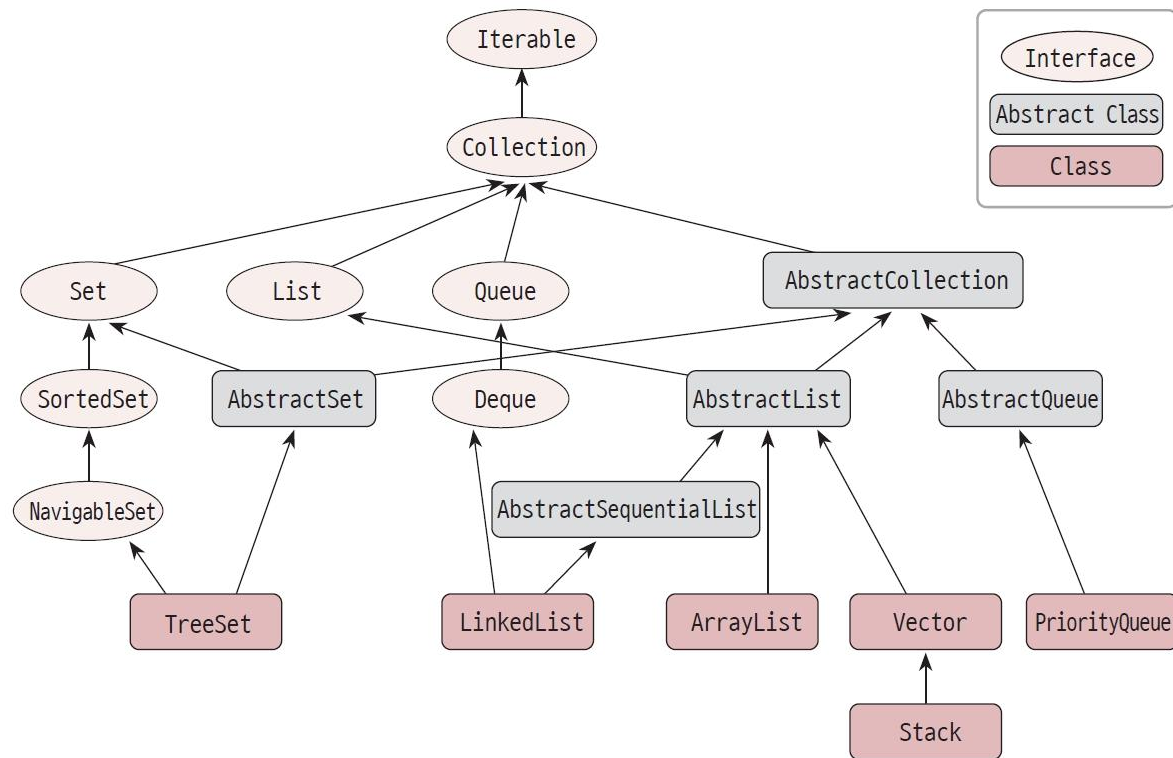 Iterable
Interface
Abstract Class
Class
Collection
Set
List
Queue
AbstractCollection
SortedSet
AbstractSet
Deque
AbstractList
AbstractQueue
NavigableSet
AbstractSequentialList
TreeSet
LinkedList
ArrayList
Vector
PriorityQueue
Stack